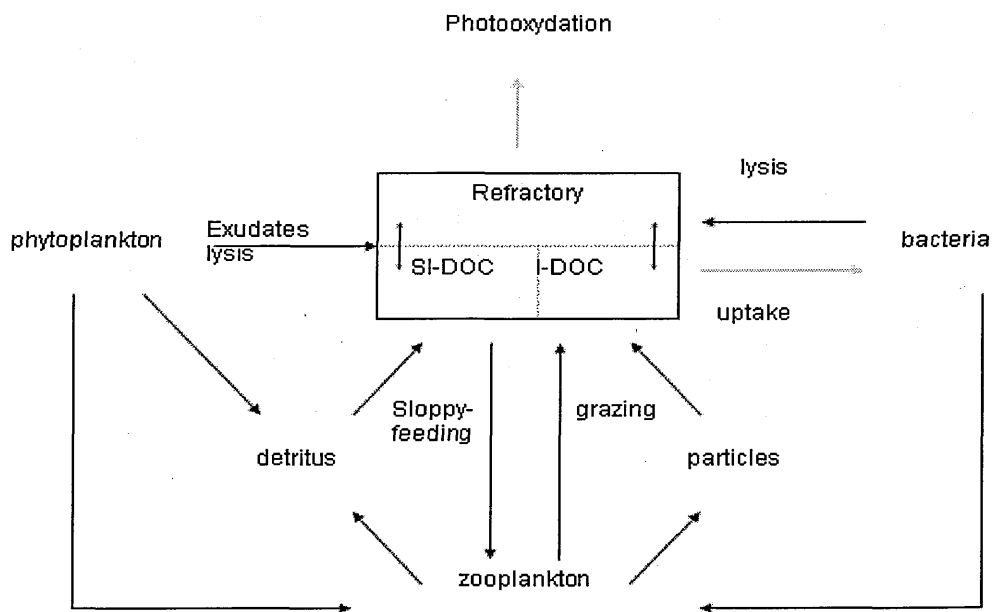 Photooxydation
lysis
Refractory
phytoplankton
Exudates
lysis
bacteria
Sl-DOC
l-DOC
uptake
Sloppy-
feeding
grazing
detritus
particles
zooplankton